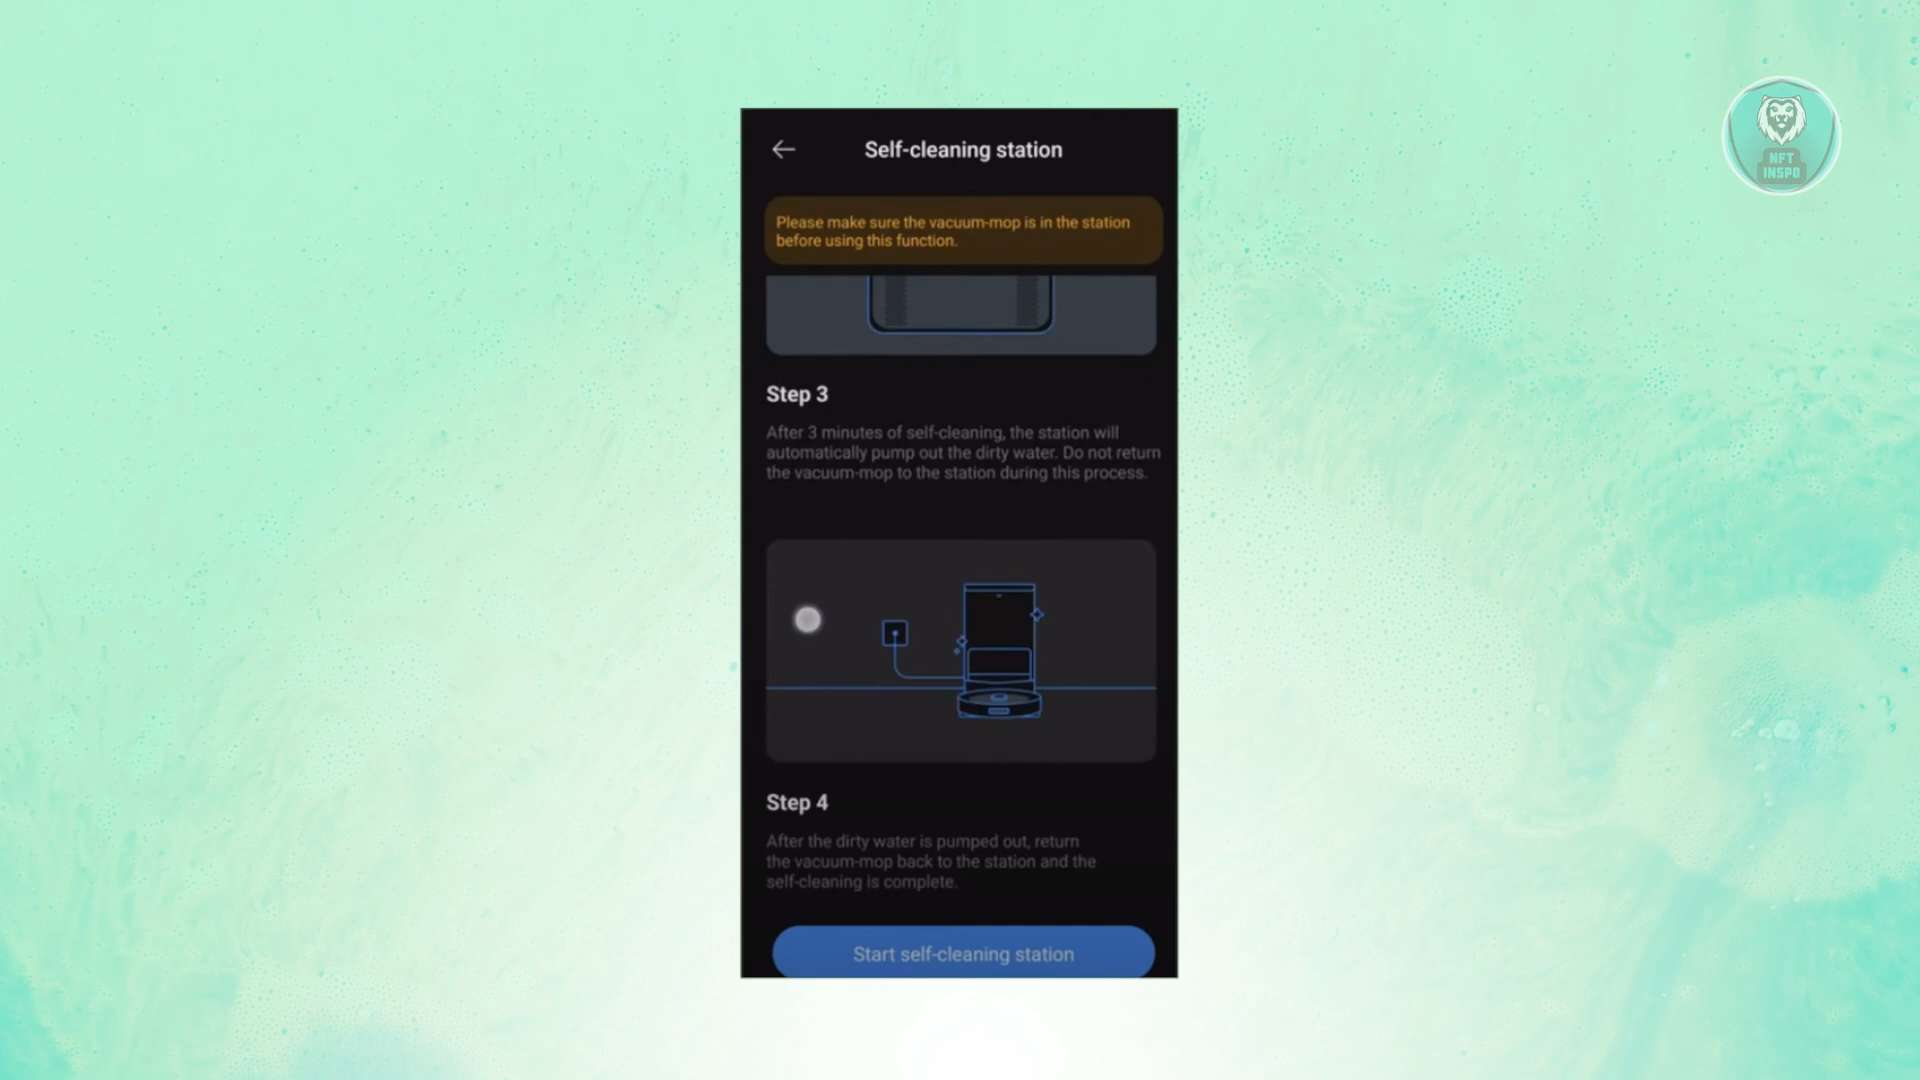 Self-cleaning station
Please make sure the vacuum-mop is in the station
before using this function.
Step 3
After 3 minutes of self-cleaning, the station will
automatically pump out the dirty water. Do not return
the vacuum-mop to the station during this process.
Step 4
After the dirty water is pumped out, return
the vacuum-mop back to the station and the
self-cleaning is complete.
Start self-cleaning station
NFT
INSPO